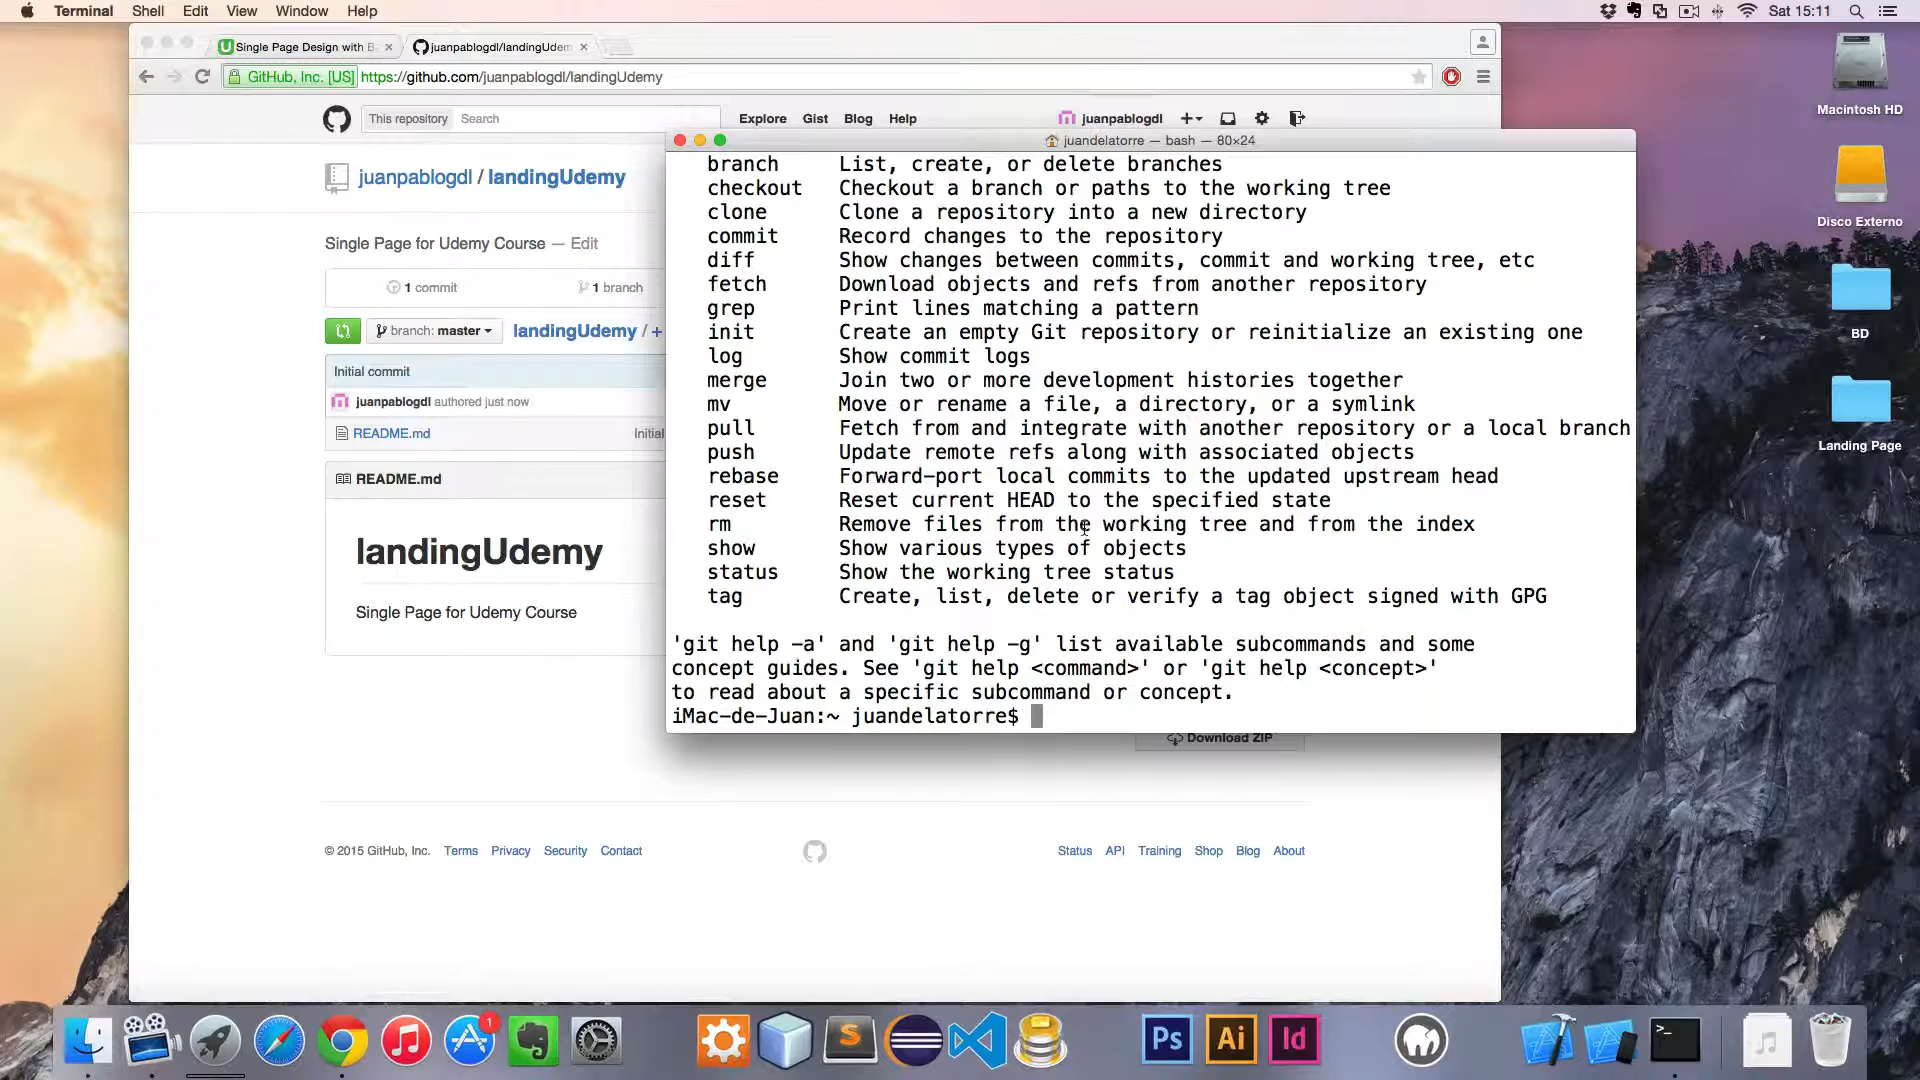 Terminal Shell Edit View Window Help
Sat 15:11
Single Page Design with B
juanpablogdl/landingUdem
GitHub, Inc. [US] https://github.com/juanpablogdl/landingUdemy
This repository Search
Explore Gist Blog Help
juanpablogdl
juanpablogdl / landingUdemy
Single Page for Udemy Course — Edit
1 commit
1 branch
branch: master
landingUdemy / +
Initial commit
juanpablogdl authored just now
README.md
Initial
README.md
landingUdemy
Single Page for Udemy Course
juandelatorre — bash — 80×24
branch List, create, or delete branches
checkout Checkout a branch or paths to the working tree
clone Clone a repository into a new directory
commit Record changes to the repository
diff Show changes between commits, commit and working tree, etc
fetch Download objects and refs from another repository
grep Print lines matching a pattern
init Create an empty Git repository or reinitialize an existing one
log Show commit logs
merge Join two or more development histories together
mv Move or rename a file, a directory, or a symlink
pull Fetch from and integrate with another repository or a local branch
push Update remote refs along with associated objects
rebase Forward-port local commits to the updated upstream head
reset Reset current HEAD to the specified state
rm Remove files from the working tree and from the index
show Show various types of objects
status Show the working tree status
tag Create, list, delete or verify a tag object signed with GPG
'git help -a' and 'git help -g' list available subcommands and some
concept guides. See 'git help <command>' or 'git help <concept>'
to read about a specific subcommand or concept.
iMac-de-Juan:~ juandelatorre$
Download ZIP
© 2015 GitHub, Inc. Terms Privacy Security Contact
Status API Training Shop Blog About
Macintosh HD
Disco Externo
BD
Landing Page
1
S
Ps
Ai
Id
>_